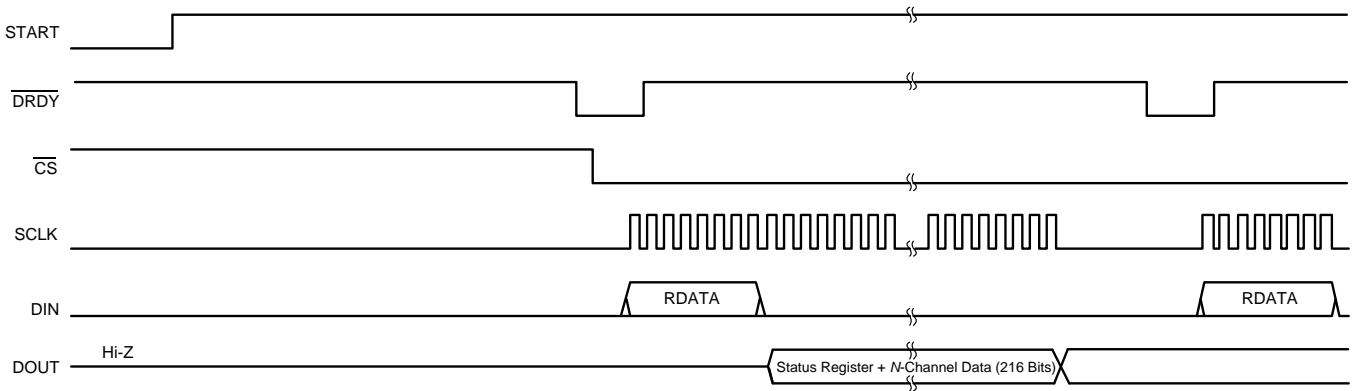 START
DRDY
CS
SCLK
DIN
RDATA
RDATA
DOUT
Hi-Z
Status Register + N-Channel Data (216 Bits)